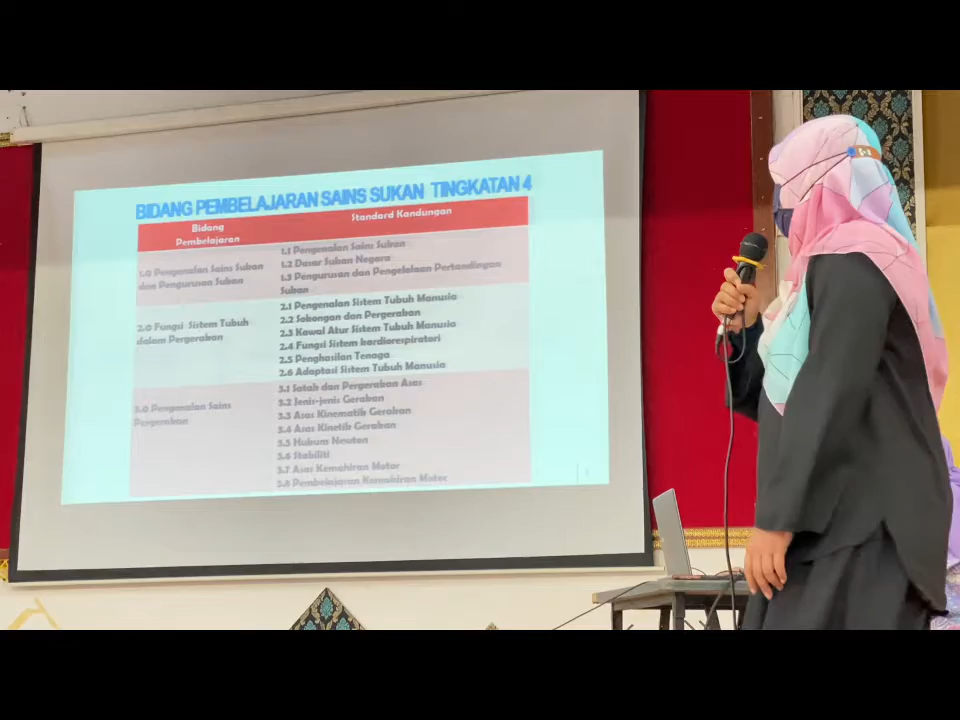 BIDANG PEMBELAJARAN SAINS SUKAN TINGKATAN 4
Bidang
Pembelajaran
Standard Kandungan
1.0 Pengenalan Sains Sukan
dan Pengurusan Sukan
1.1 Pengenalan Sains Sukan
1.2 Dasar Sukan Negara
1.3 Pengurusan dan Pengelolaan Pertandingan
Sukan
2.0 Fungsi Sistem Tubuh
dalam Pergerakan
2.1 Pengenalan Sistem Tubuh Manusia
2.2 Sokongan dan Pergerakan
2.3 Kawal Atur Sistem Tubuh Manusia
2.4 Fungsi Sistem kardiorespiratori
2.5 Penghasilan Tenaga
2.6 Adaptasi Sistem Tubuh Manusia
3.0 Pengenalan Sains
Pergerakan
3.1 Satah dan Pergerakan Asas
3.2 Jenis-jenis Gerakan
3.3 Asas Kinematik Gerakan
3.4 Asas Kinetik Gerakan
3.5 Hukum Newton
3.6 Stabiliti
3.7 Asas Kemahiran Motor
3.8 Pembelajaran Kemahiran Motor